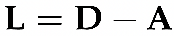 L = D − A